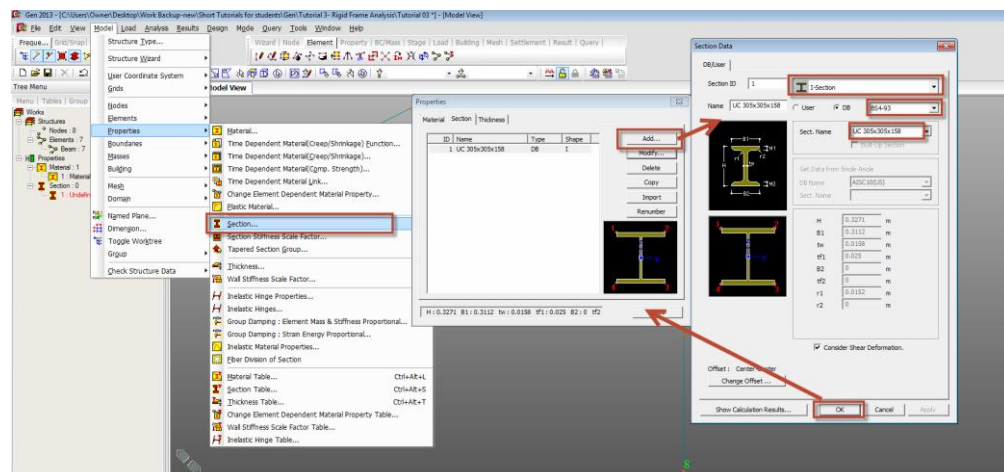 Gen 2013 - [C:\Users\Owner\Desktop\Work Backup-new\Short Tutorials for students\Gen\Tutorial 3- Rigid Frame Analysis\Tutorial 03 *] - [Model View]
File Edit View Model Load Analysis Results Design Mode Query Tools Window Help
Freque... Grid/Snap
Wizard Node Element Property BC/Mass Stage Load Building Mesh Settlement Result Query
Tree Menu
Menu Tables Group
Works
Structures
Nodes : 8
Elements : 7
Beam : 7
Properties
Material : 1
Section : 0
Structure Type...
Structure Wizard
User Coordinate System
Grids
Nodes
Elements
Properties
Boundaries
Masses
Building
Mesh
Domain
Named Plane...
Dimension...
Toggle Worktree
Group
Check Structure Data
Material...
Time Dependent Material(Creep/Shrinkage) Function...
Time Dependent Material(Creep/Shrinkage)...
Time Dependent Material(Comp. Strength)...
Time Dependent Material Link...
Change Element Dependent Material Property...
Plastic Material...
Section...
Section Stiffness Scale Factor...
Tapered Section Group...
Thickness...
Wall Stiffness Scale Factor...
Inelastic Hinge Properties...
Inelastic Hinges...
Group Damping : Element Mass & Stiffness Proportional...
Group Damping : Strain Energy Proportional...
Inelastic Material Properties...
Fiber Division of Section
Material Table... Ctrl+Alt+L
Section Table... Ctrl+Alt+S
Thickness Table... Ctrl+Alt+T
Change Element Dependent Material Property Table...
Wall Stiffness Scale Factor Table...
Inelastic Hinge Table...
Model View
Properties
Material Section Thickness
ID Name Type Shape
1 UC 305x305x158 DB I
Add...
Modify...
Delete
Copy
Import
Renumber
H : 0.3271 B1 : 0.3112 tw : 0.0158 tf1 : 0.025 B2 : 0 tf2
Section Data
DB/User
Section ID 1
I-Section
Name UC 305x305x158
User
DB
BS4-93
Sect. Name
UC 305x305x158
Built-Up Section
Get Data from Single Angle
DB Name AISC10(US)
Sect. Name
H 0.3271 m
B1 0.3112 m
tw 0.0158 m
tf1 0.025 m
B2 0 m
tf2 0 m
r1 0.0152 m
r2 0 m
Consider Shear Deformation.
Offset : Center-Center
Change Offset ...
Show Calculation Results...
OK
Cancel
Apply
8